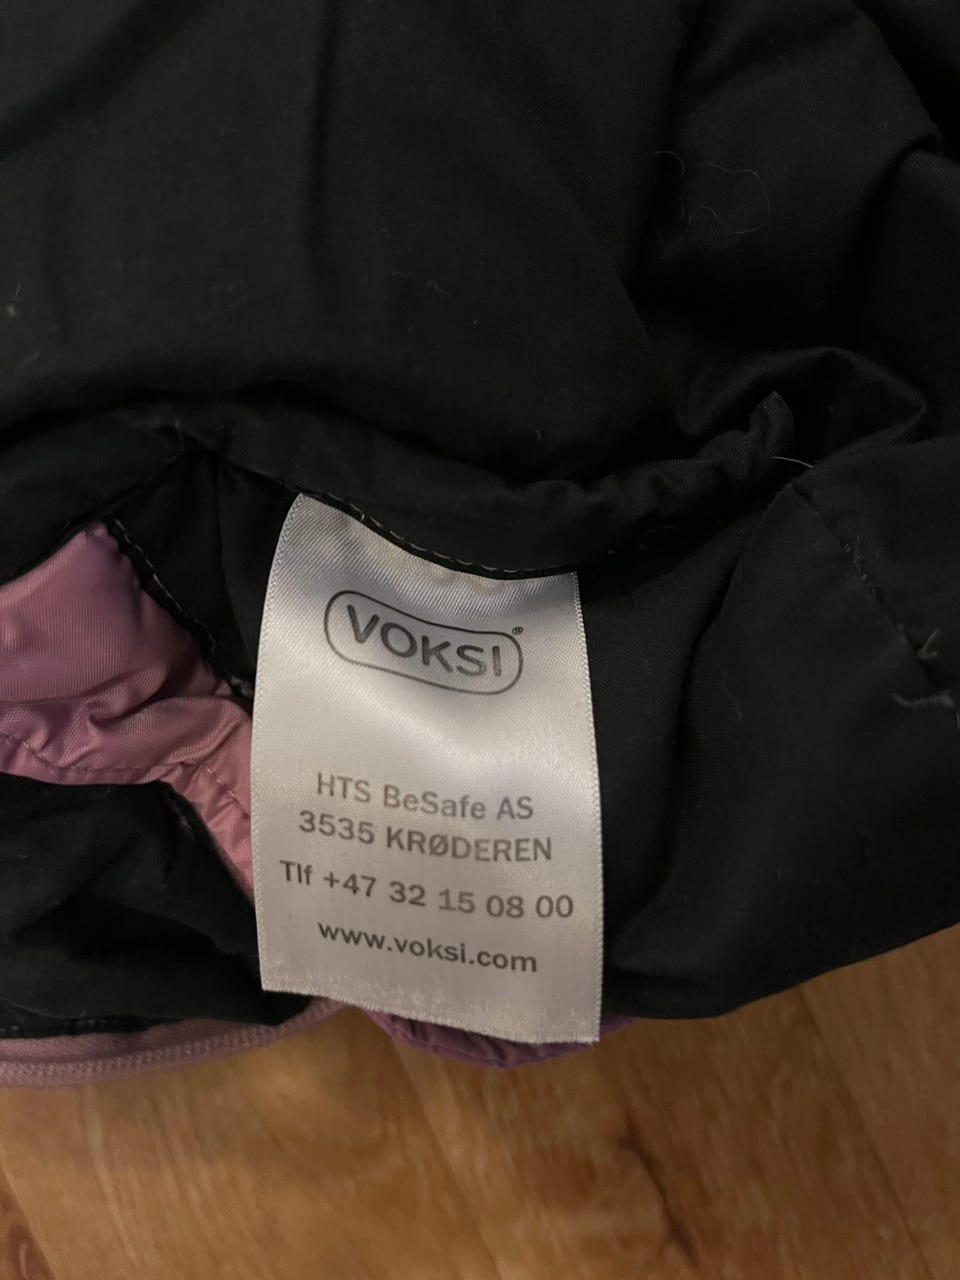 VOKSI®
HTS BeSafe AS
3535 KRØDEREN
Tlf +47 32 15 08 00
www.voksi.com